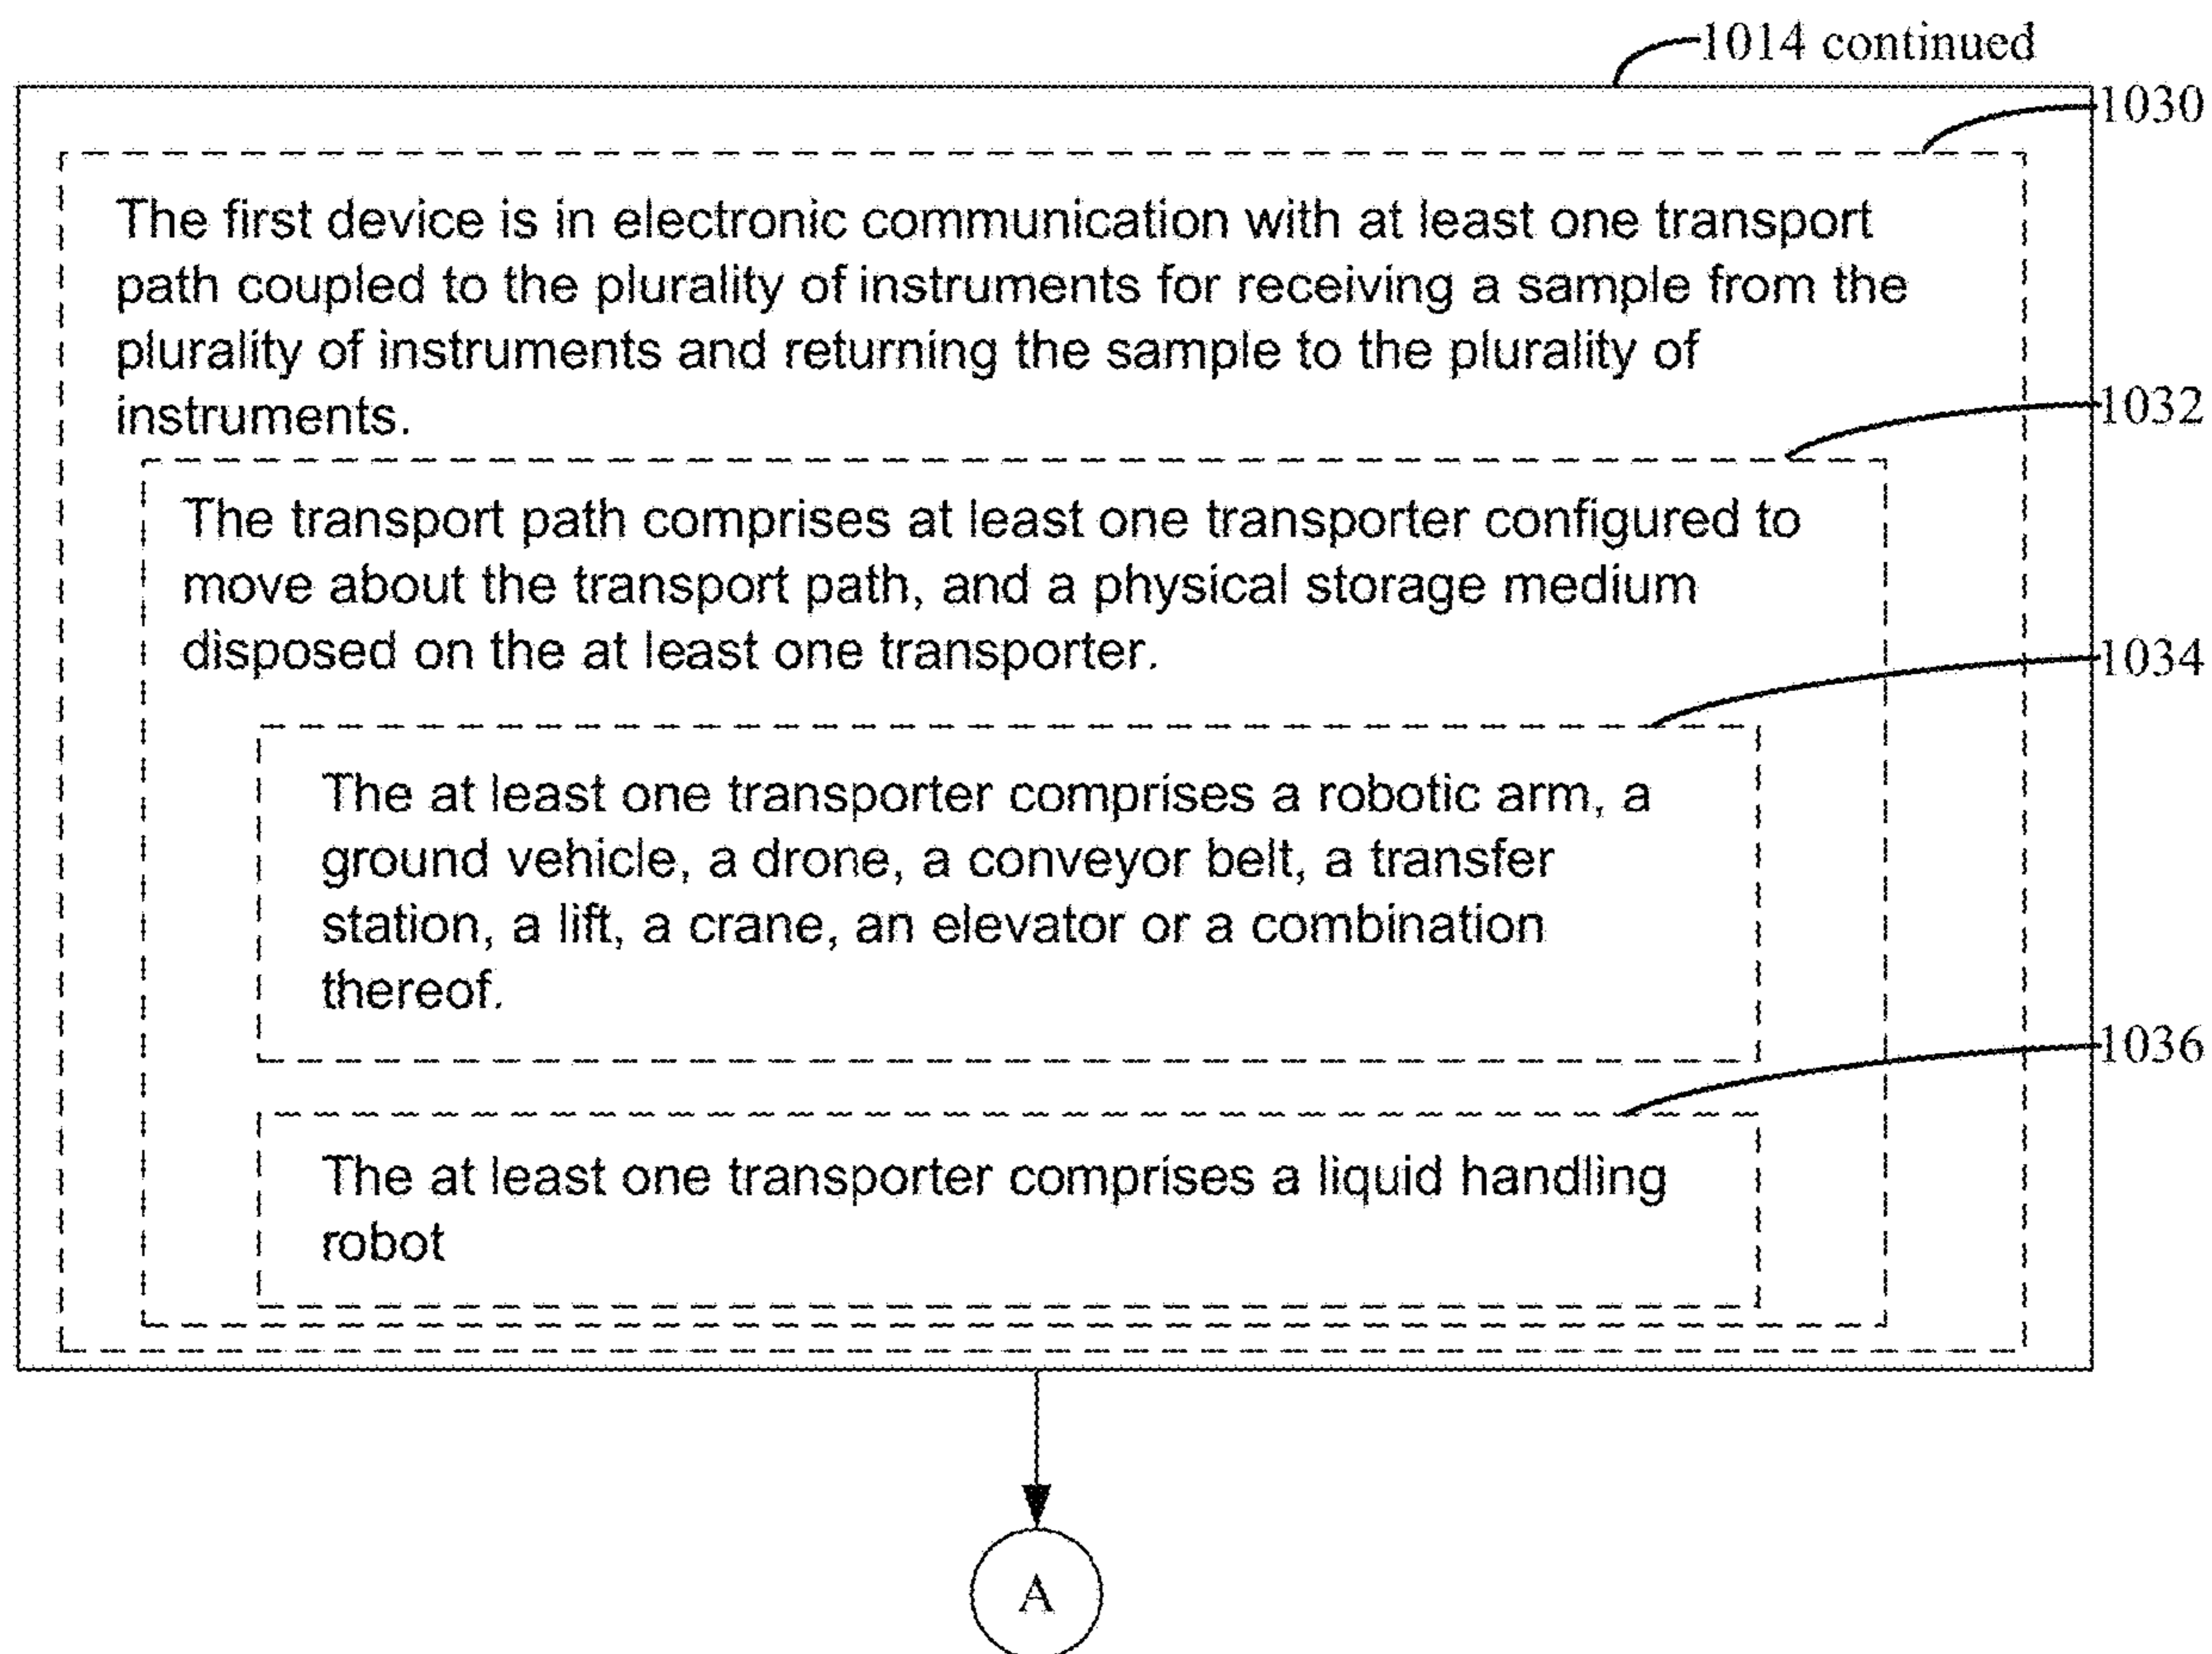 1014 continued
1030
The first device is in electronic communication with at least one transport
path coupled to the plurality of instruments for receiving a sample from the
plurality of instruments and returning the sample to the plurality of
instruments.
1032
The transport path comprises at least one transporter configured to
move about the transport path, and a physical storage medium
disposed on the at least one transporter.
1034
The at least one transporter comprises a robotic arm, a
ground vehicle, a drone, a conveyor belt, a transfer
station, a lift, a crane, an elevator or a combination
thereof.
1036
The at least one transporter comprises a liquid handling
robot
A